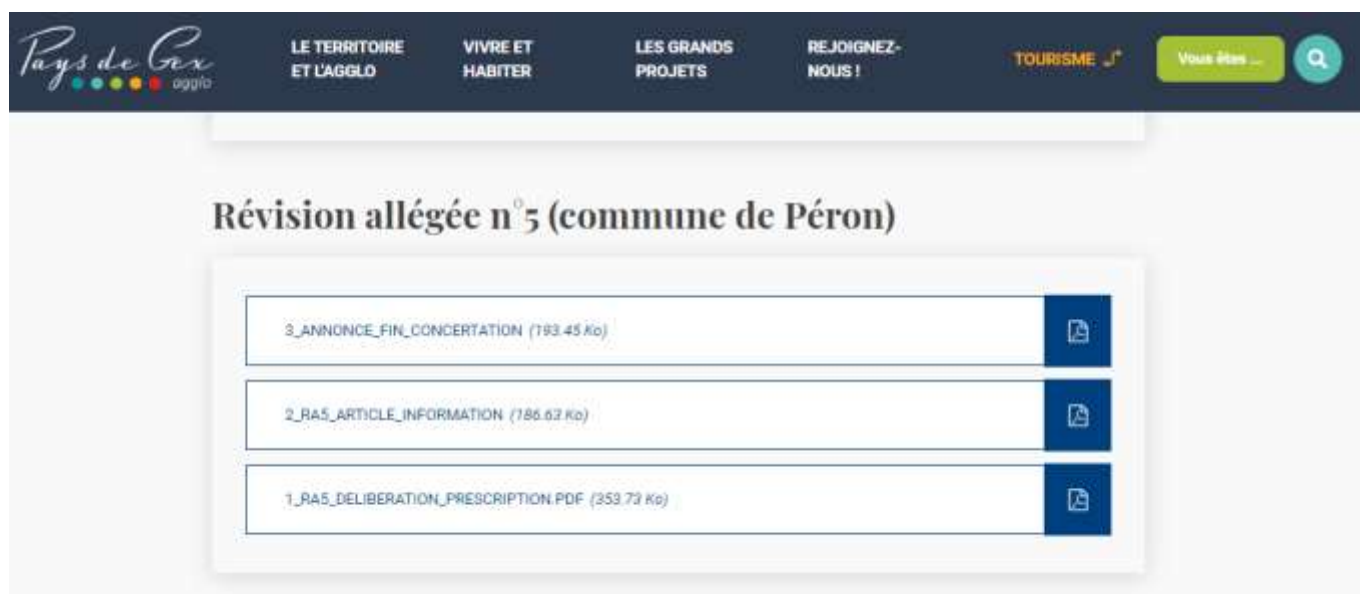 Pays de Gex
agglo
LE TERRITOIRE
ET L'AGGLO
VIVRE ET
HABITER
LES GRANDS
PROJETS
REJOIGNEZ-
NOUS !
TOURISME
Vous êtes ...
Révision allégée n°5 (commune de Péron)
3_ANNONCE_FIN_CONCERTATION (193.45 Ko)
2_RA5_ARTICLE_INFORMATION (186.63 Ko)
1_RA5_DELIBERATION_PRESCRIPTION.PDF (353.73 Ko)